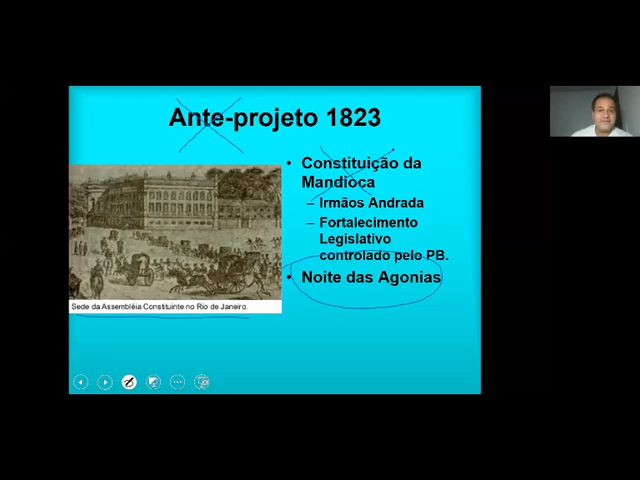 Ante-projeto 1823
• Constituição da
Mandioca
– Irmãos Andrada
– Fortalecimento
Legislativo
controlado pelo PB.
• Noite das Agonias
Sede da Assembléia Constituinte no Rio de Janeiro.